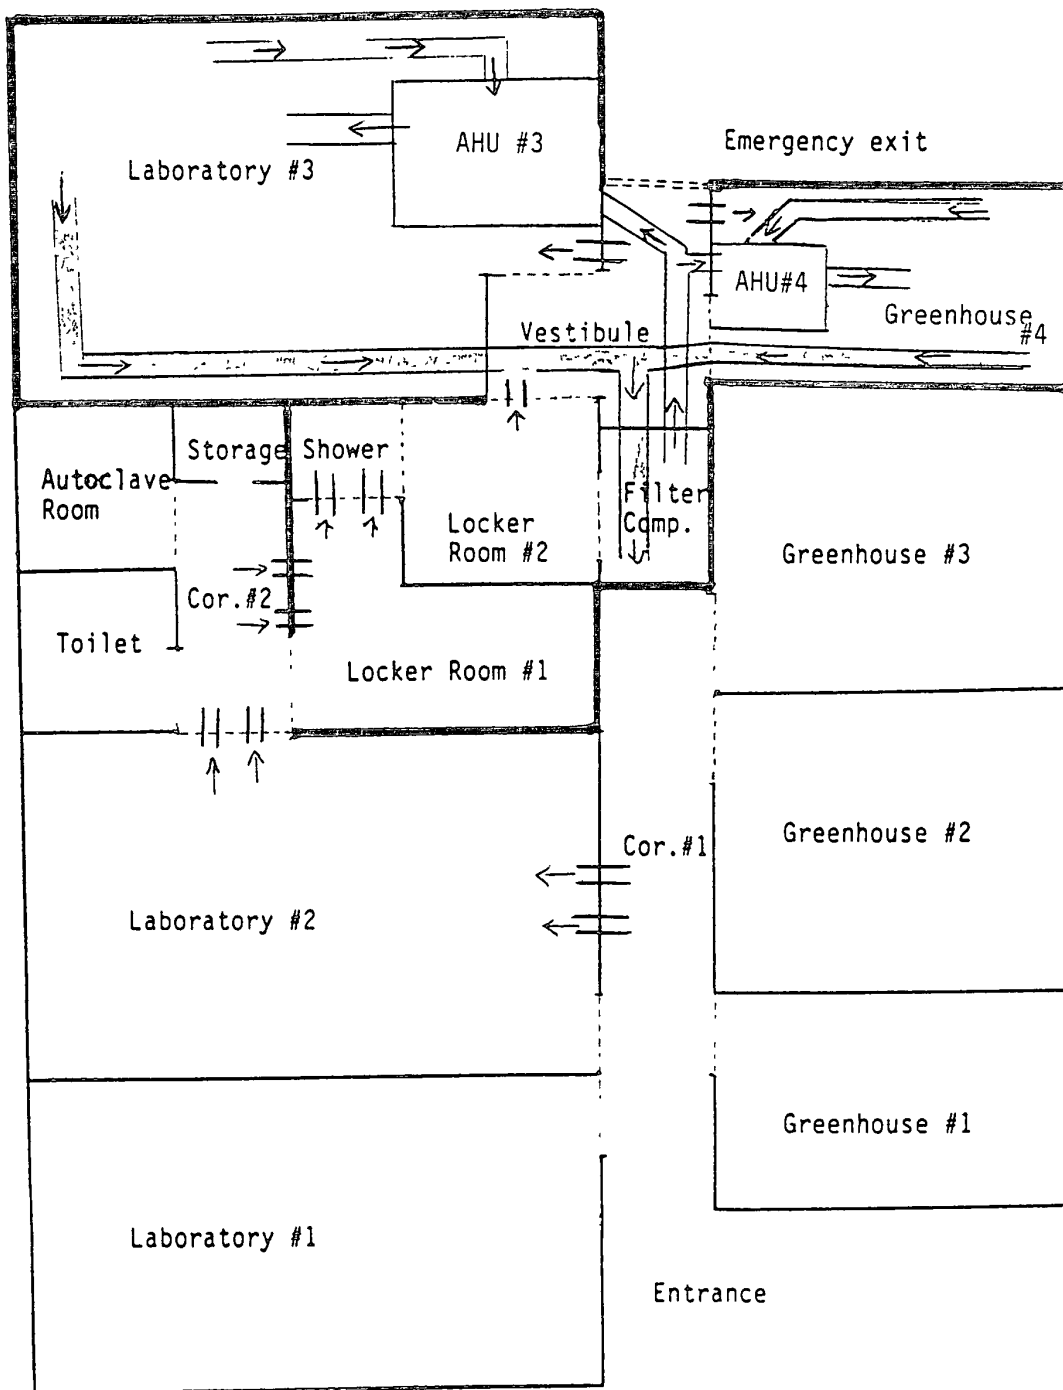 AHU #3
Emergency exit
Laboratory #3
AHU#4
Greenhouse
#4
Vestibule
Storage
Shower
Autoclave
Room
Filter
Comp.
Locker
Room #2
Greenhouse #3
Cor.#2
Toilet
Locker Room #1
Cor.#1
Greenhouse #2
Laboratory #2
Greenhouse #1
Laboratory #1
Entrance